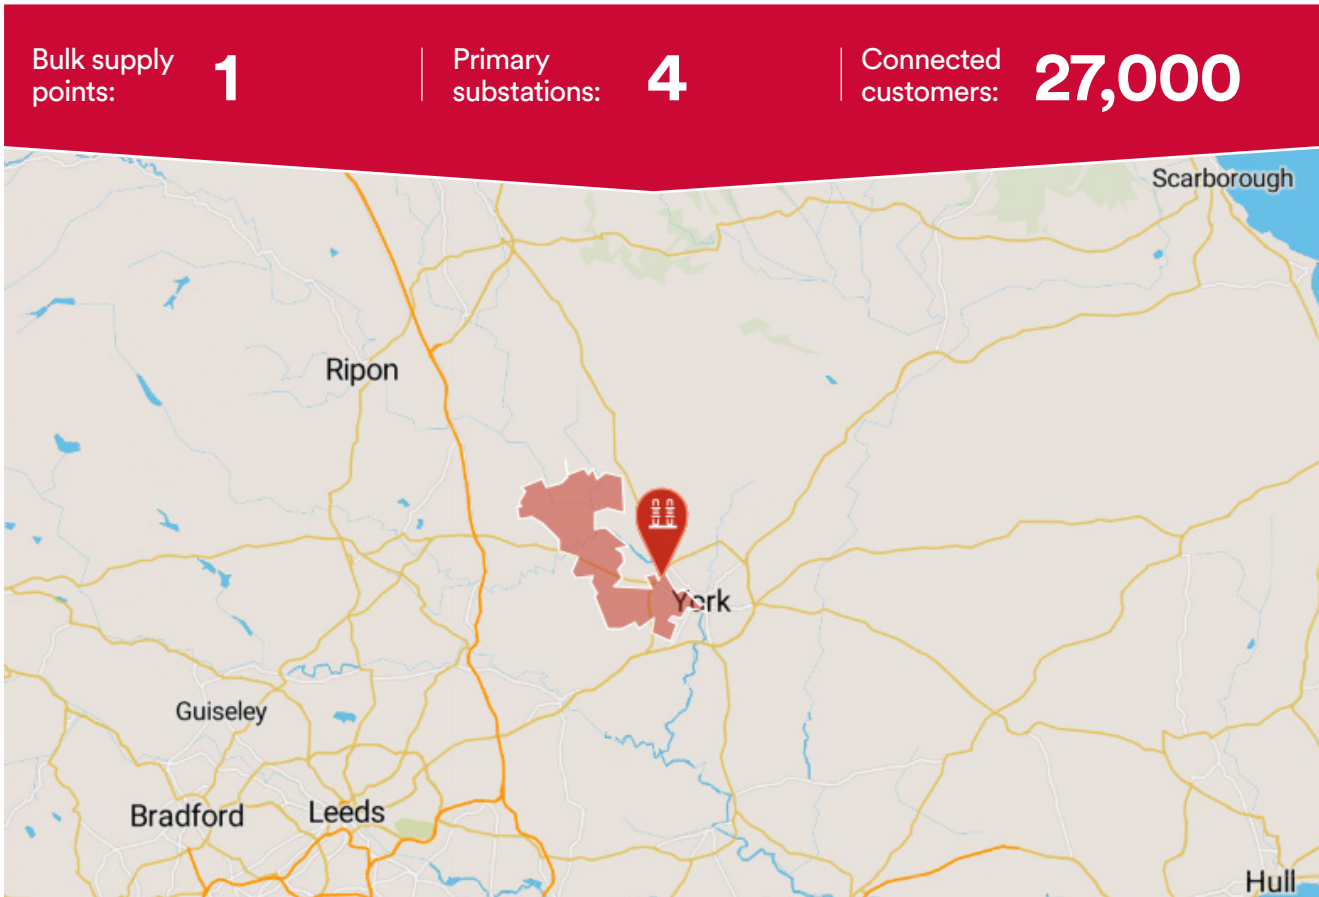 Bulk supply
points:
1
Primary
substations:
4
Connected
customers:
27,000
Scarborough
Ripon
York
Guiseley
Bradford
Leeds
Hull